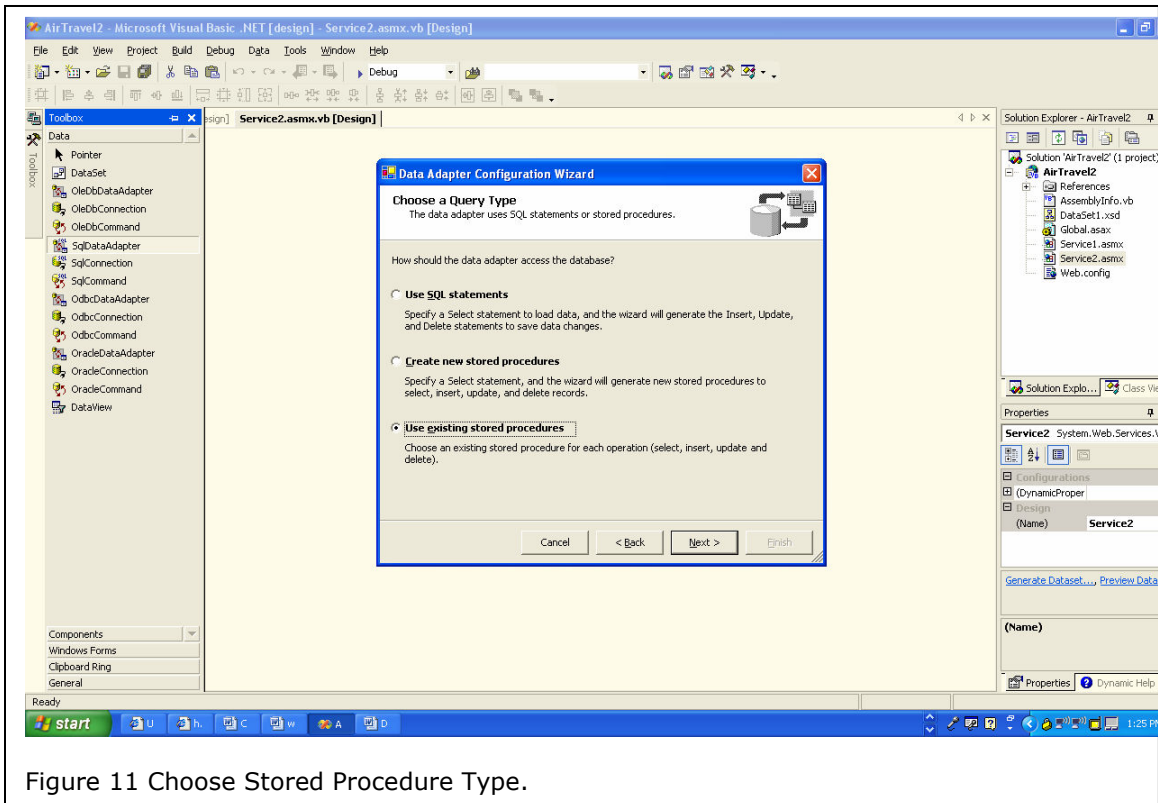 AirTravel2 - Microsoft Visual Basic .NET [design] - Service2.asmx.vb [Design]
File Edit View Project Build Debug Data Tools Window Help
Debug
Toolbox
esign] Service2.asmx.vb [Design]
Toolbox
Data
Pointer
DataSet
OleDbDataAdapter
OleDbConnection
OleDbCommand
SqlDataAdapter
SqlConnection
SqlCommand
OdbcDataAdapter
OdbcConnection
OdbcCommand
OracleDataAdapter
OracleConnection
OracleCommand
DataView
Components
Windows Forms
Clipboard Ring
General
Data Adapter Configuration Wizard
Choose a Query Type
The data adapter uses SQL statements or stored procedures.
How should the data adapter access the database?
Use SQL statements
Specify a Select statement to load data, and the wizard will generate the Insert, Update,
and Delete statements to save data changes.
Create new stored procedures
Specify a Select statement, and the wizard will generate new stored procedures to
select, insert, update, and delete records.
Use existing stored procedures
Choose an existing stored procedure for each operation (select, insert, update and
delete).
Cancel < Back Next > Finish
Solution Explorer - AirTravel2
Solution 'AirTravel2' (1 project)
AirTravel2
References
AssemblyInfo.vb
DataSet1.xsd
Global.asax
Service1.asmx
Service2.asmx
Web.config
Solution Explo... Class Vie
Properties
Service2 System.Web.Services.
Configurations
(DynamicProper
Design
(Name) Service2
Generate Dataset..., Preview Data
(Name)
Properties Dynamic Help
Ready
start U h. C w A D 1:25 PM
Figure 11 Choose Stored Procedure Type.